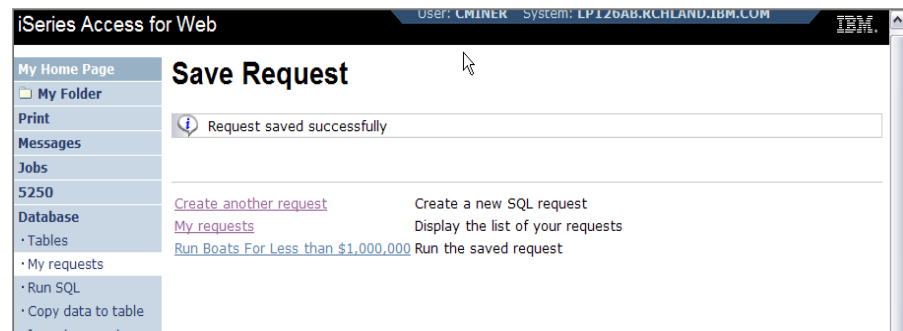 iSeries Access for Web
User: CMINER System: LP126AB.RCHLAND.IBM.COM
IBM.
My Home Page
My Folder
Print
Messages
Jobs
5250
Database
· Tables
· My requests
· Run SQL
· Copy data to table
Save Request
Request saved successfully
Create another request Create a new SQL request
My requests Display the list of your requests
Run Boats For Less than $1,000,000 Run the saved request